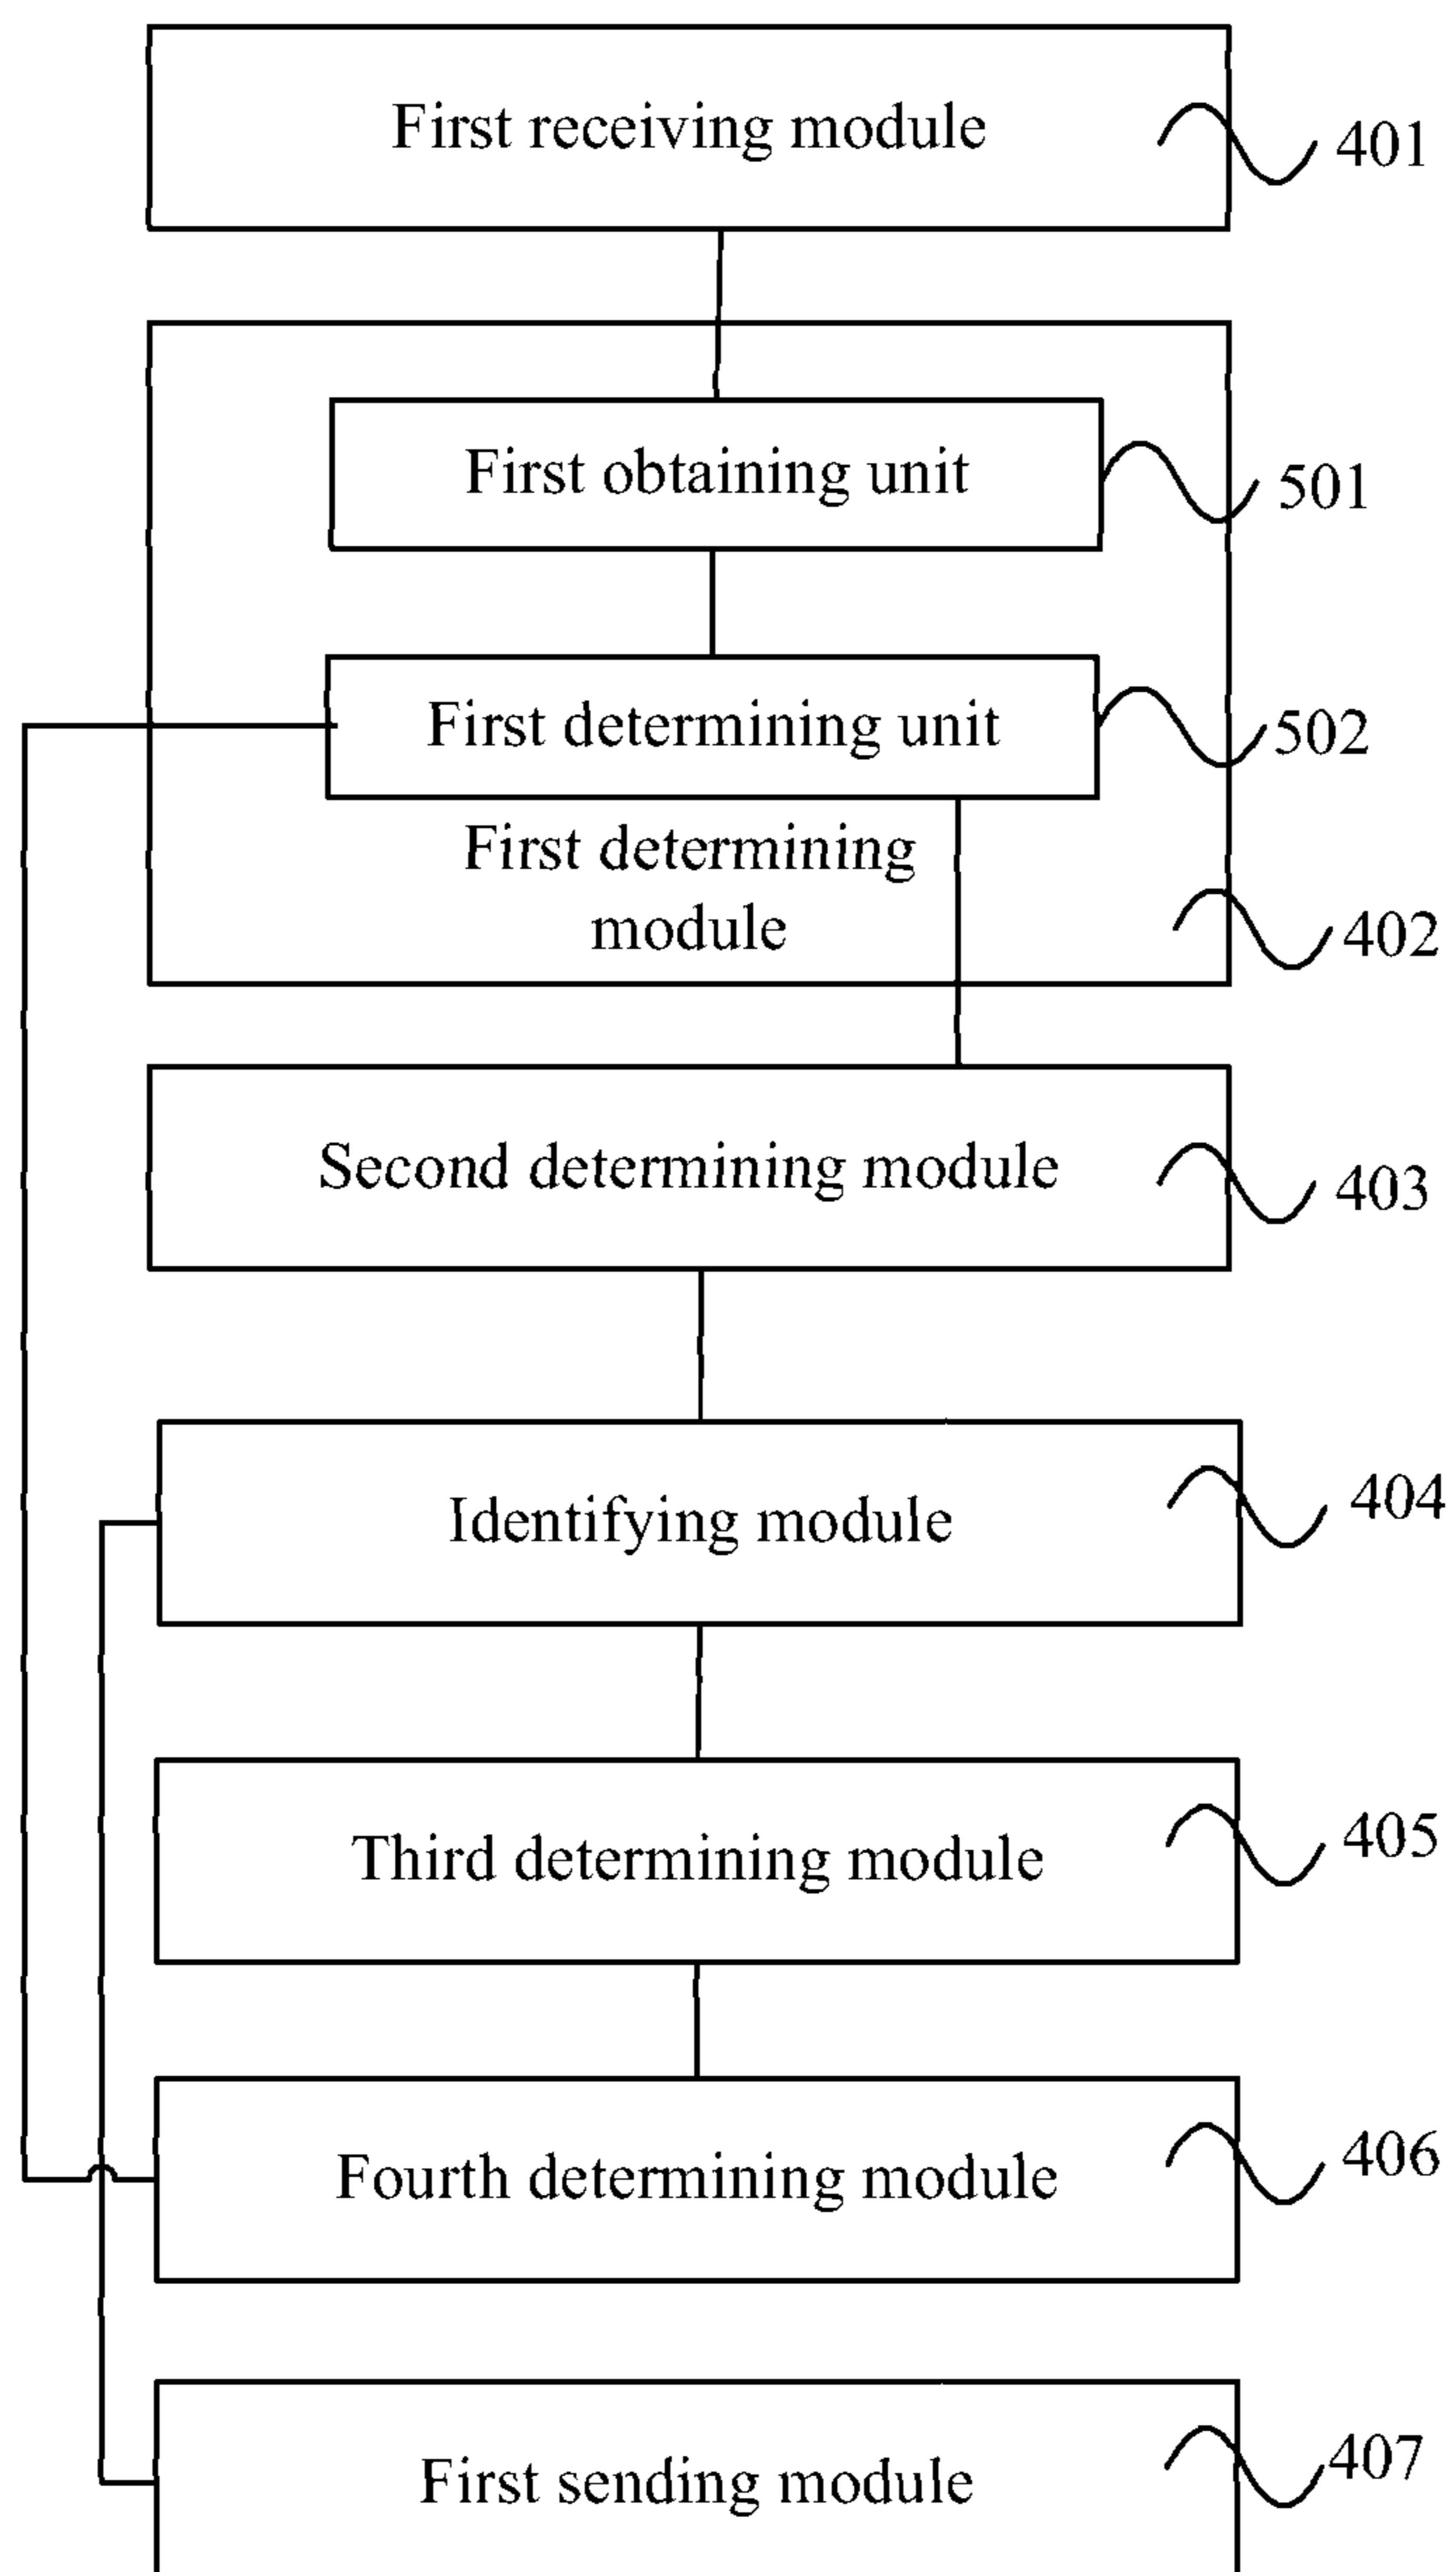 First receiving module
401
First obtaining unit
501
First determining unit
502
First determining
module
402
Second determining module
403
Identifying module
404
Third determining module
405
Fourth determining module
406
First sending module
407